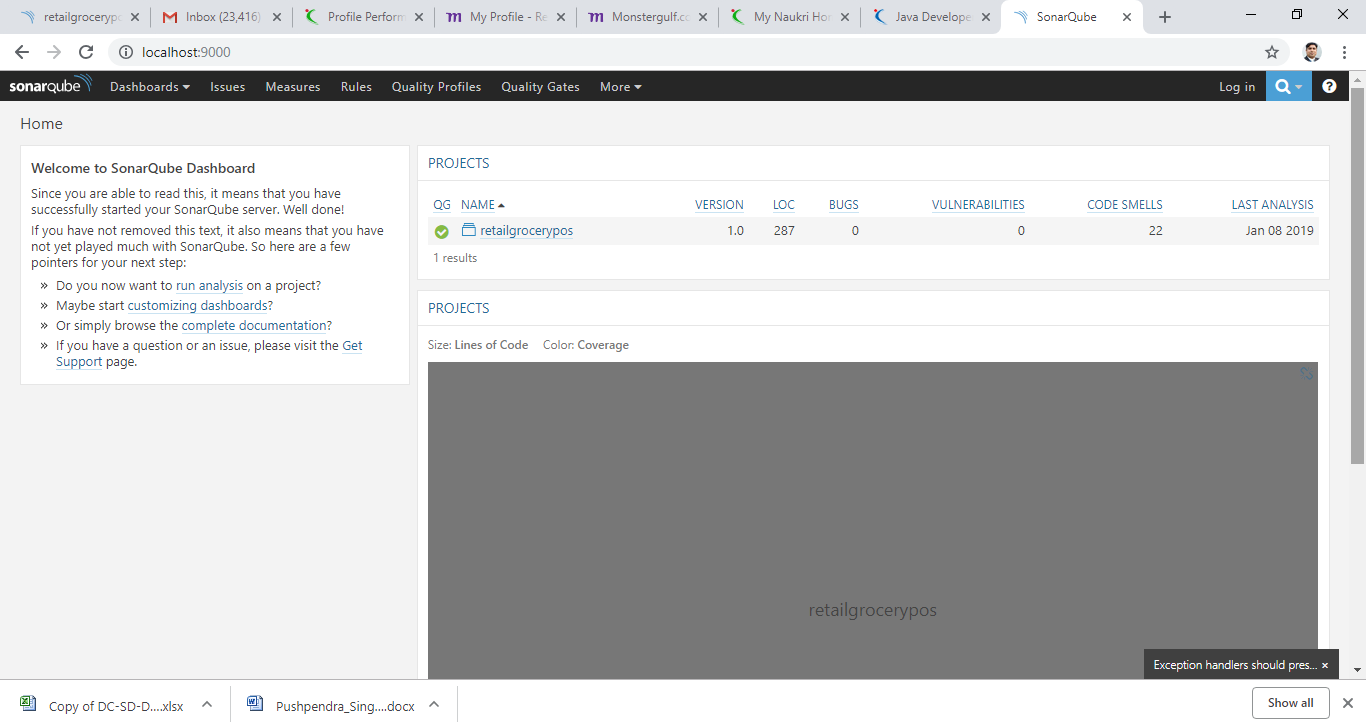 retailgrocerypo
Inbox (23,416)
Profile Perform
My Profile - Re
Monstergulf.co
My Naukri Ho
Java Develope
SonarQube
localhost:9000
sonarqube Dashboards Issues Measures Rules Quality Profiles Quality Gates More Log in
Home
Welcome to SonarQube Dashboard
Since you are able to read this, it means that you have
successfully started your SonarQube server. Well done!
If you have not removed this text, it also means that you have
not yet played much with SonarQube. So here are a few
pointers for your next step:
» Do you now want to run analysis on a project?
» Maybe start customizing dashboards?
» Or simply browse the complete documentation?
» If you have a question or an issue, please visit the Get
Support page.
PROJECTS
QG NAME VERSION LOC BUGS VULNERABILITIES CODE SMELLS LAST ANALYSIS
retailgrocerypos 1.0 287 0 0 22 Jan 08 2019
1 results
PROJECTS
Size: Lines of Code Color: Coverage
retailgrocerypos
Exception handlers should pres... ×
Copy of DC-SD-D....xlsx
Pushpendra_Sing....docx
Show all